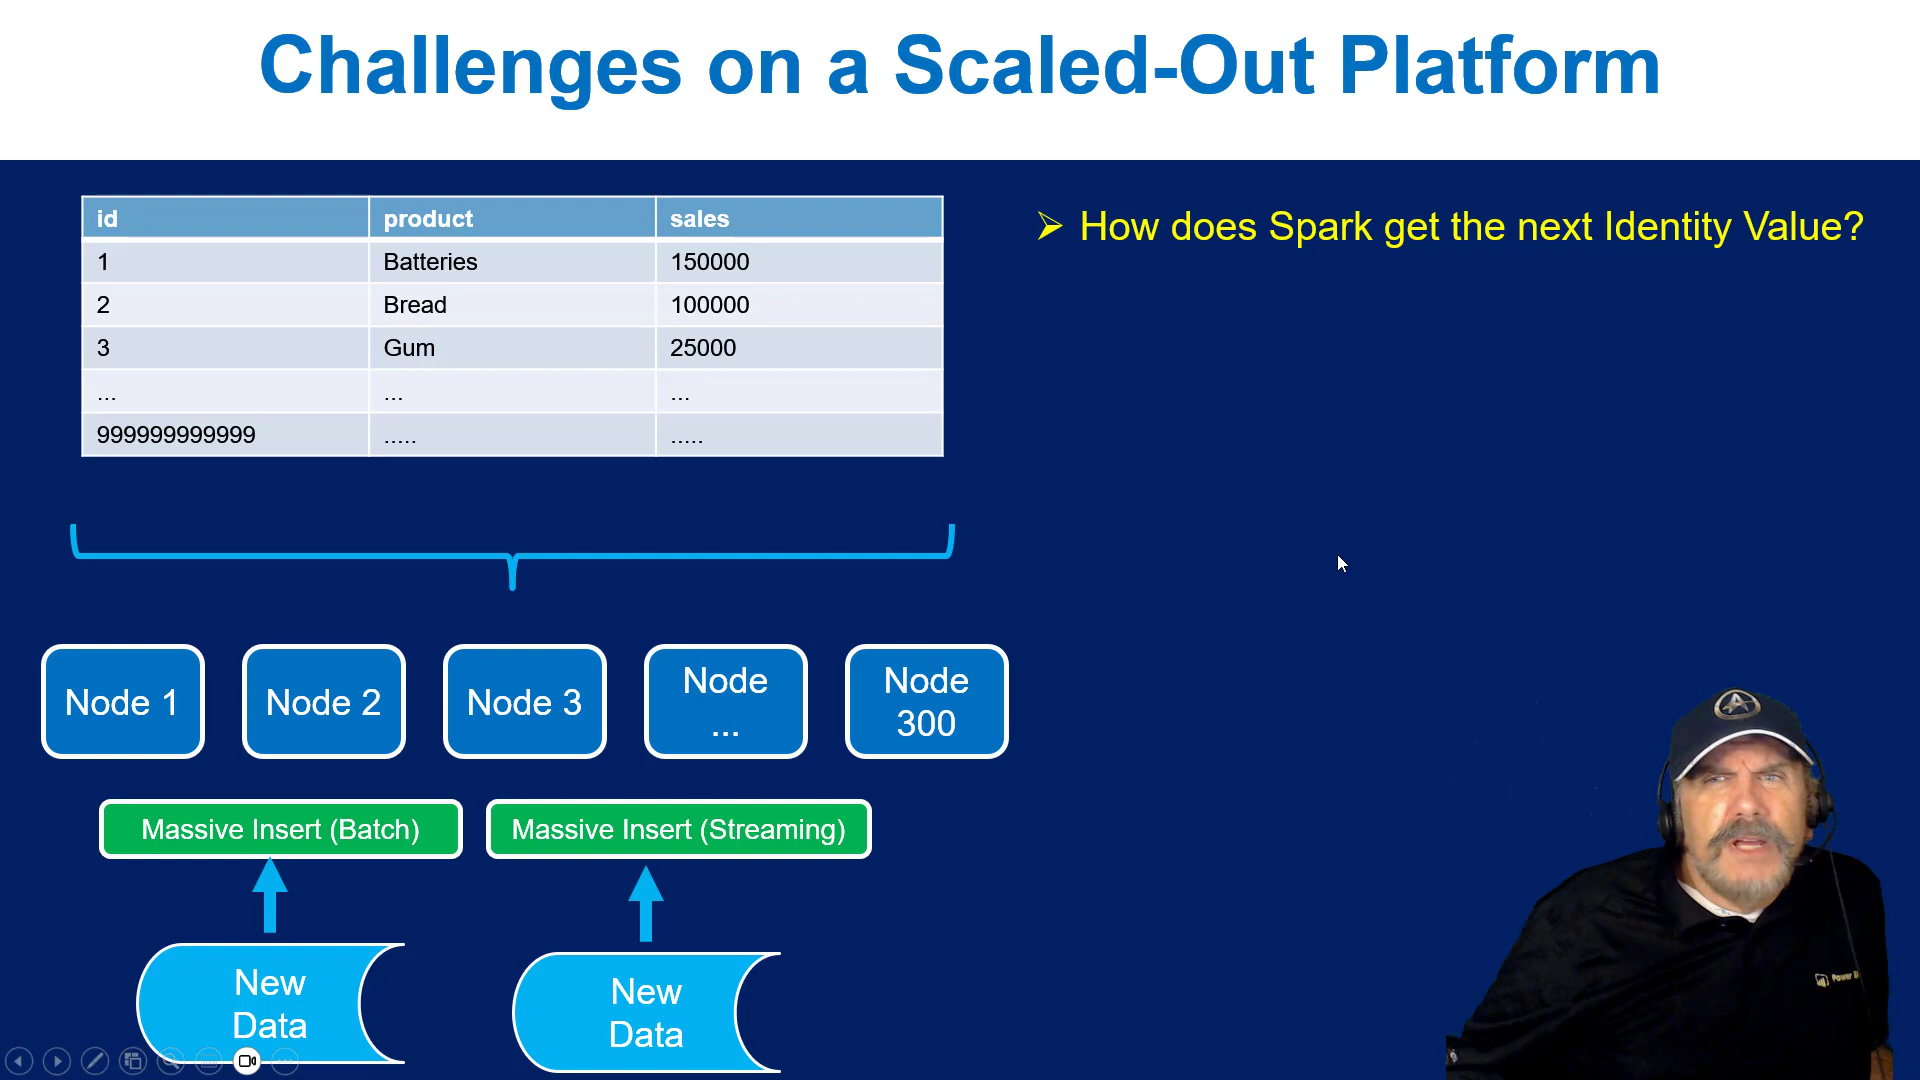 Challenges on a Scaled-Out Platform
id product sales
1 Batteries 150000
2 Bread 100000
3 Gum 25000
... ... ...
999999999999 ..... .....
➢ How does Spark get the next Identity Value?
Node 1
Node 2
Node 3
Node
...
Node
300
Massive Insert (Batch)
Massive Insert (Streaming)
New
Data
New
Data
Power